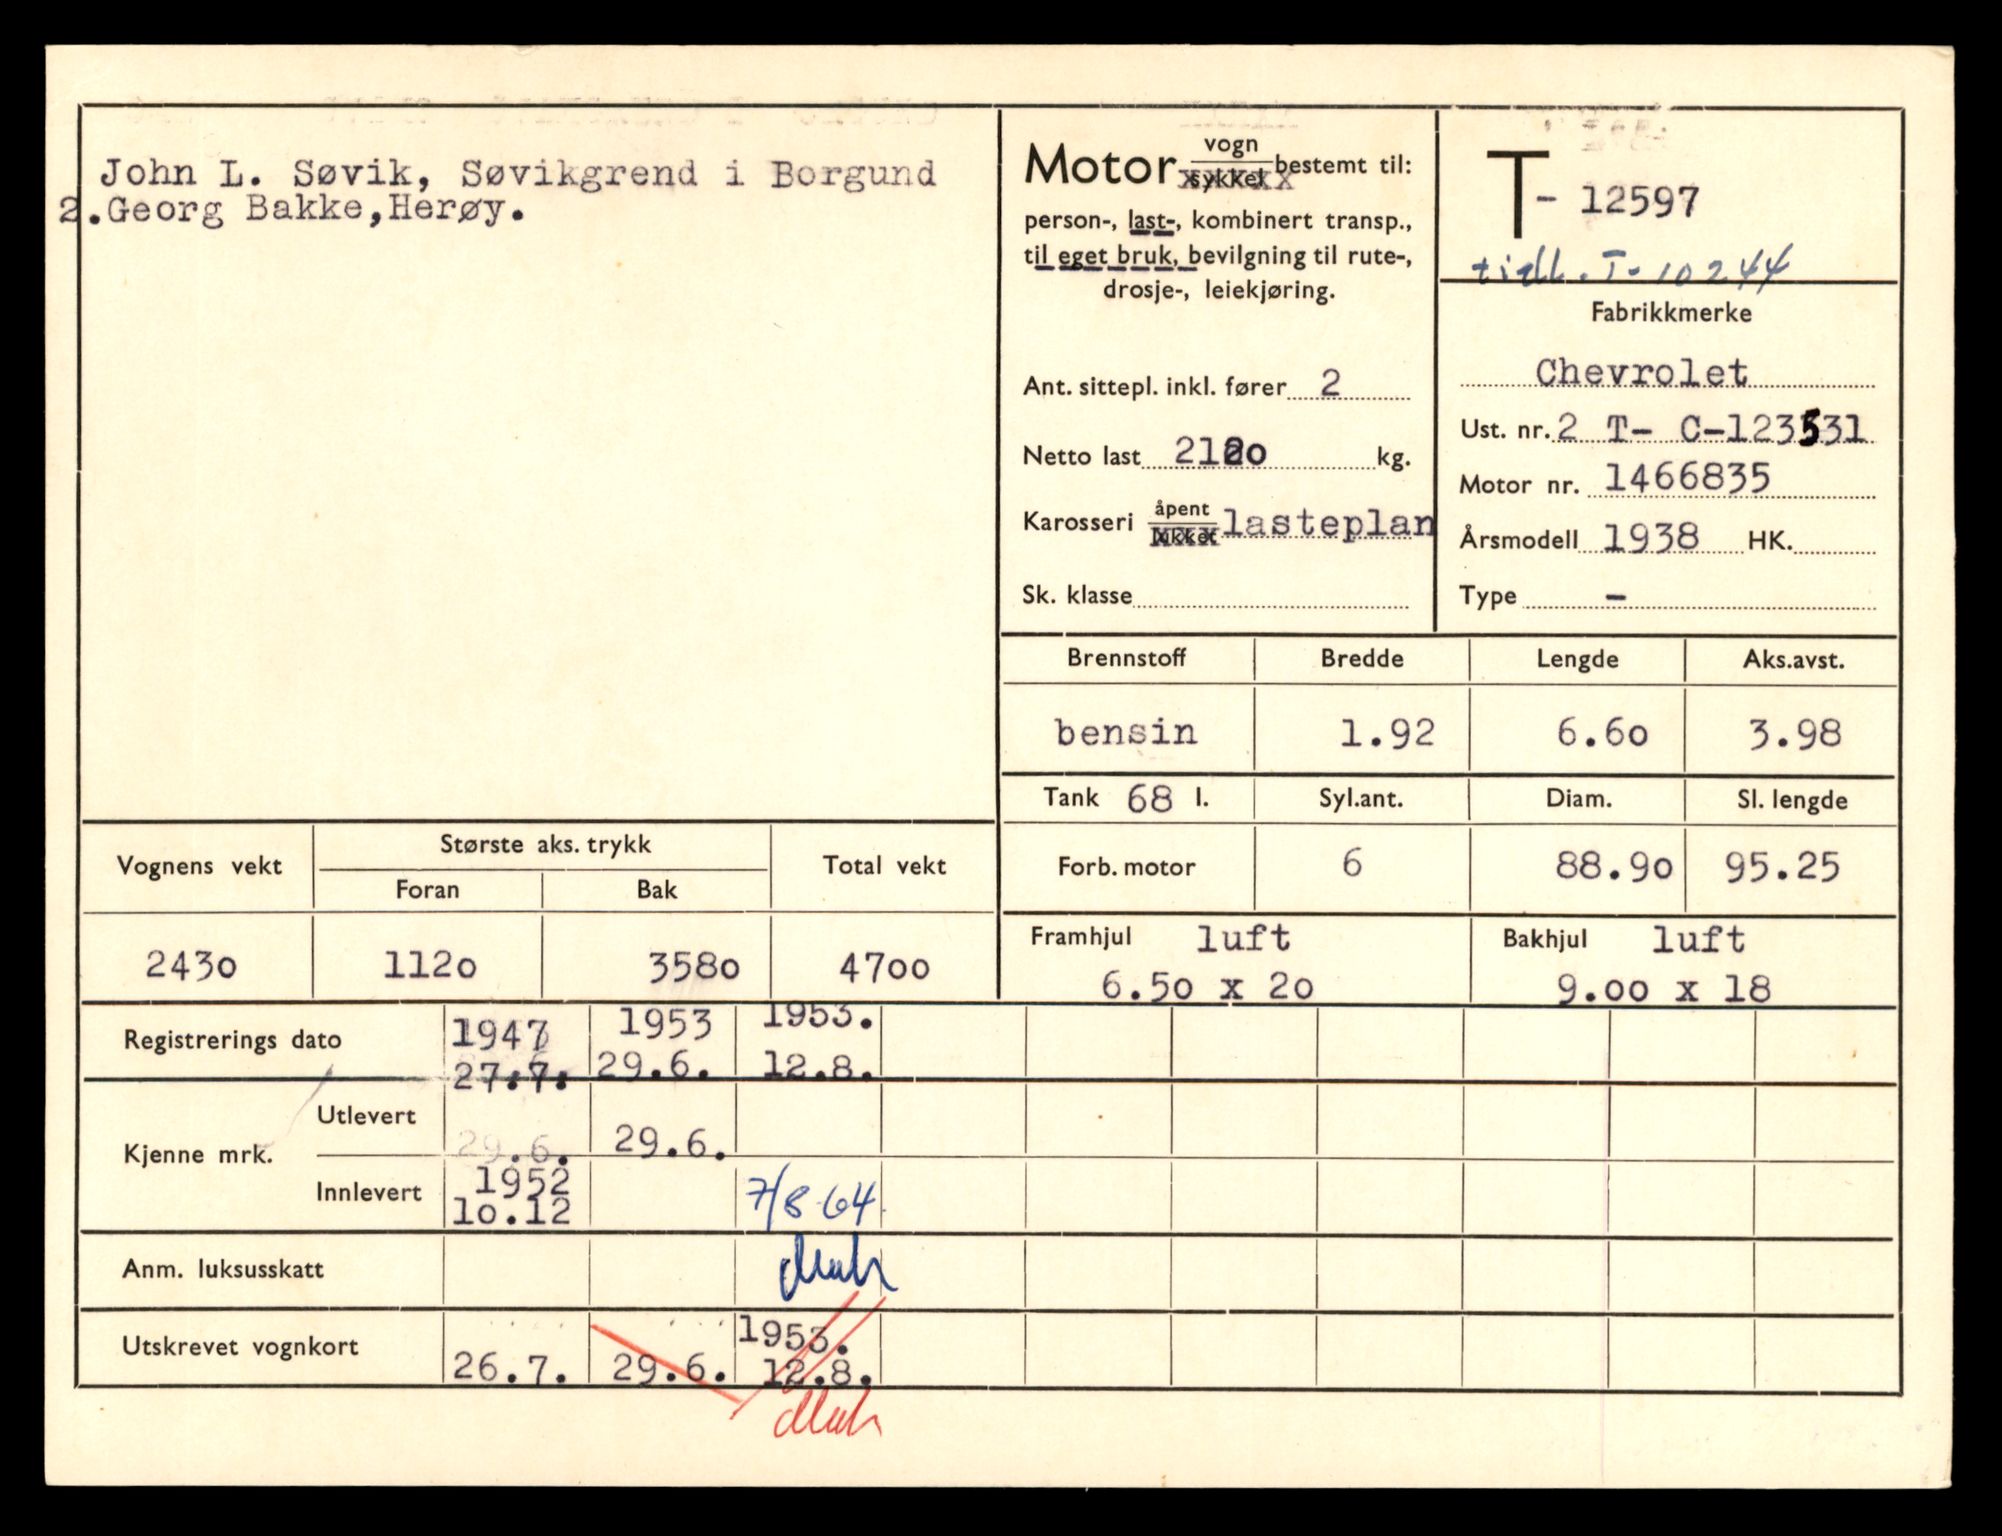 John L. Søvik, Søvikgrend i Borgund
2.Georg Bakke,Herøy.
Motor vogn sykkel bestemt til:
person-, last-, kombinert transp.,
til eget bruk, bevilgning til rute-,
drosje-, leiekjøring.
Ant. sittepl. inkl. fører 2
Netto last 2120 kg.
Karosseri åpent lukket lasteplan
Sk. klasse
T- 12597
tidl. T- 10244
Fabrikkmerke
Chevrolet
Ust. nr. 2 T- C-123531
Motor nr. 1466835
Årsmodell 1938 HK.
Type -
Brennstoff Bredde Lengde Aks.avst.
bensin 1.92 6.60 3.98
Tank 68 l. Syl.ant. Diam. Sl. lengde
Forb. motor 6 88.90 95.25
Framhjul luft Bakhjul luft
6.50 x 20 9.00 x 18
Vognens vekt Største aks. trykk Total vekt
Foran Bak
2430 1120 3580 4700
Registrerings dato 1947 1953 1953.
27.7. 29.6. 12.8.
Kjenne mrk. Utlevert 29.6. 29.6.
Innlevert 1952 7/8-64
10.12
Anm. luksusskatt
Utskrevet vognkort 1953.
26.7. 29.6. 12.8.